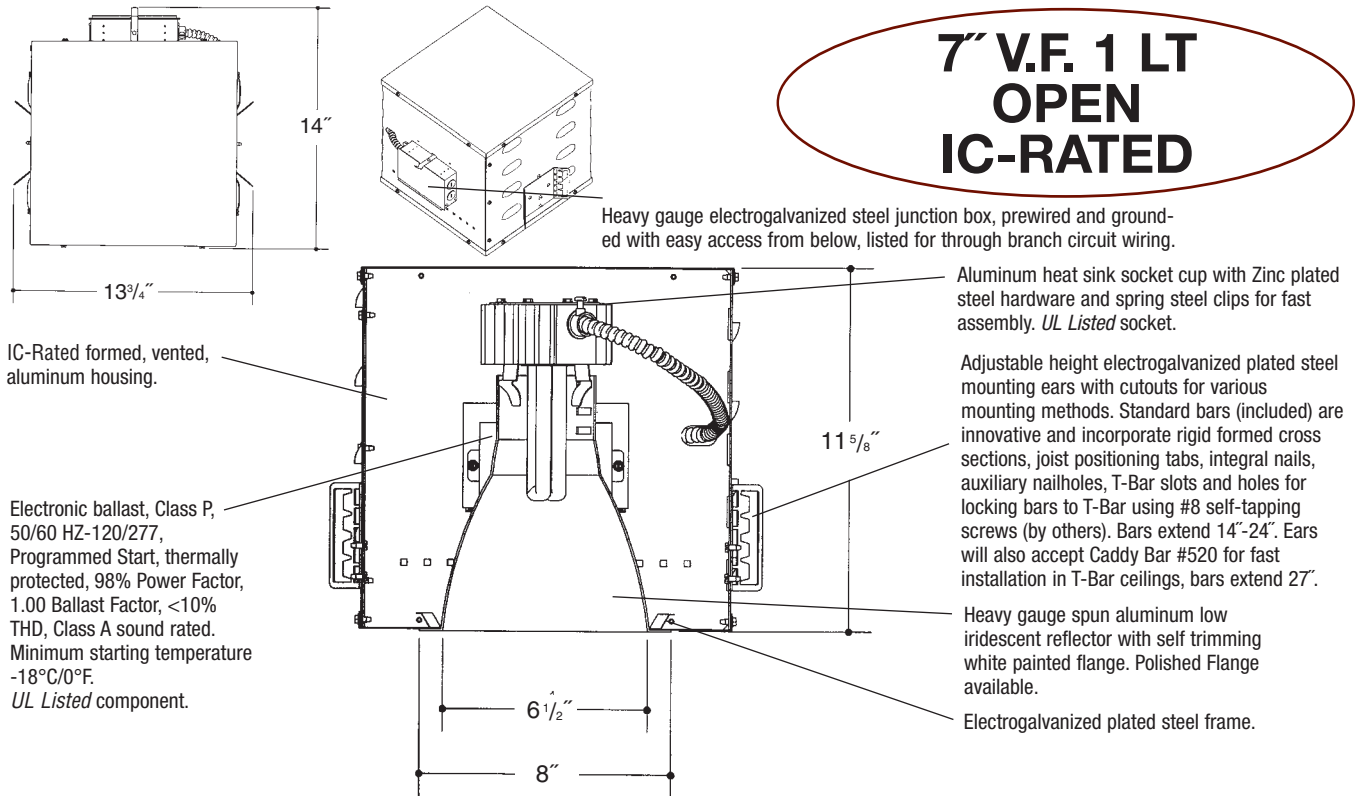 7˝ V.F. 1 LT
OPEN
IC-RATED
14˝
13 3/4˝
Heavy gauge electrogalvanized steel junction box, prewired and ground-
ed with easy access from below, listed for through branch circuit wiring.
Aluminum heat sink socket cup with Zinc plated
steel hardware and spring steel clips for fast
assembly. UL Listed socket.
IC-Rated formed, vented,
aluminum housing.
Adjustable height electrogalvanized plated steel
mounting ears with cutouts for various
mounting methods. Standard bars (included) are
innovative and incorporate rigid formed cross
sections, joist positioning tabs, integral nails,
auxiliary nailholes, T-Bar slots and holes for
locking bars to T-Bar using #8 self-tapping
screws (by others). Bars extend 14˝-24˝. Ears
will also accept Caddy Bar #520 for fast
installation in T-Bar ceilings, bars extend 27˝.
11 5/8˝
Electronic ballast, Class P,
50/60 HZ-120/277,
Programmed Start, thermally
protected, 98% Power Factor,
1.00 Ballast Factor, <10%
THD, Class A sound rated.
Minimum starting temperature
-18°C/0°F.
UL Listed component.
Heavy gauge spun aluminum low
iridescent reflector with self trimming
white painted flange. Polished Flange
available.
Electrogalvanized plated steel frame.
6 1/2˝
8˝